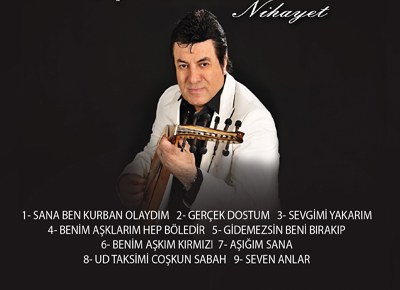 Nihayet
1- SANA BEN KURBAN OLAYDIM 2- GERÇEK DOSTUM 3- SEVGİMİ YAKARIM
4- BENİM AŞKLARIM HEP BÖLEDİR 5- GİDEMEZSİN BENİ BIRAKIP
6- BENİM AŞKIM KIRMIZI 7- AŞIĞIM SANA
8- UD TAKSİMİ COŞKUN SABAH 9- SEVEN ANLAR